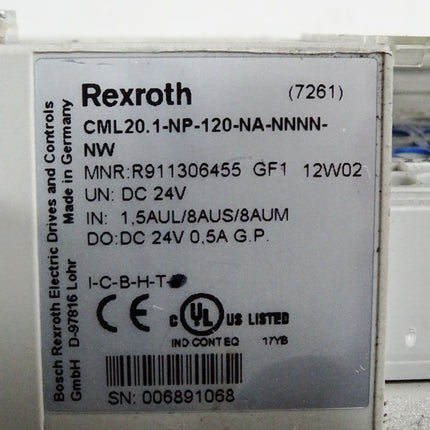 Rexroth (7261)
CML20.1-NP-120-NA-NNNN-
NW
MNR:R911306455 GF1 12W02
UN: DC 24V
IN: 1,5AUL/8AUS/8AUM
DO:DC 24V 0.5A G.P.
I-C-B-H-T-
CE C UL US LISTED
IND CONT EQ 17YB
SN: 006891068
Bosch Rexroth Electric Drives and Controls
GmbH D-97816 Lohr Made in Germany